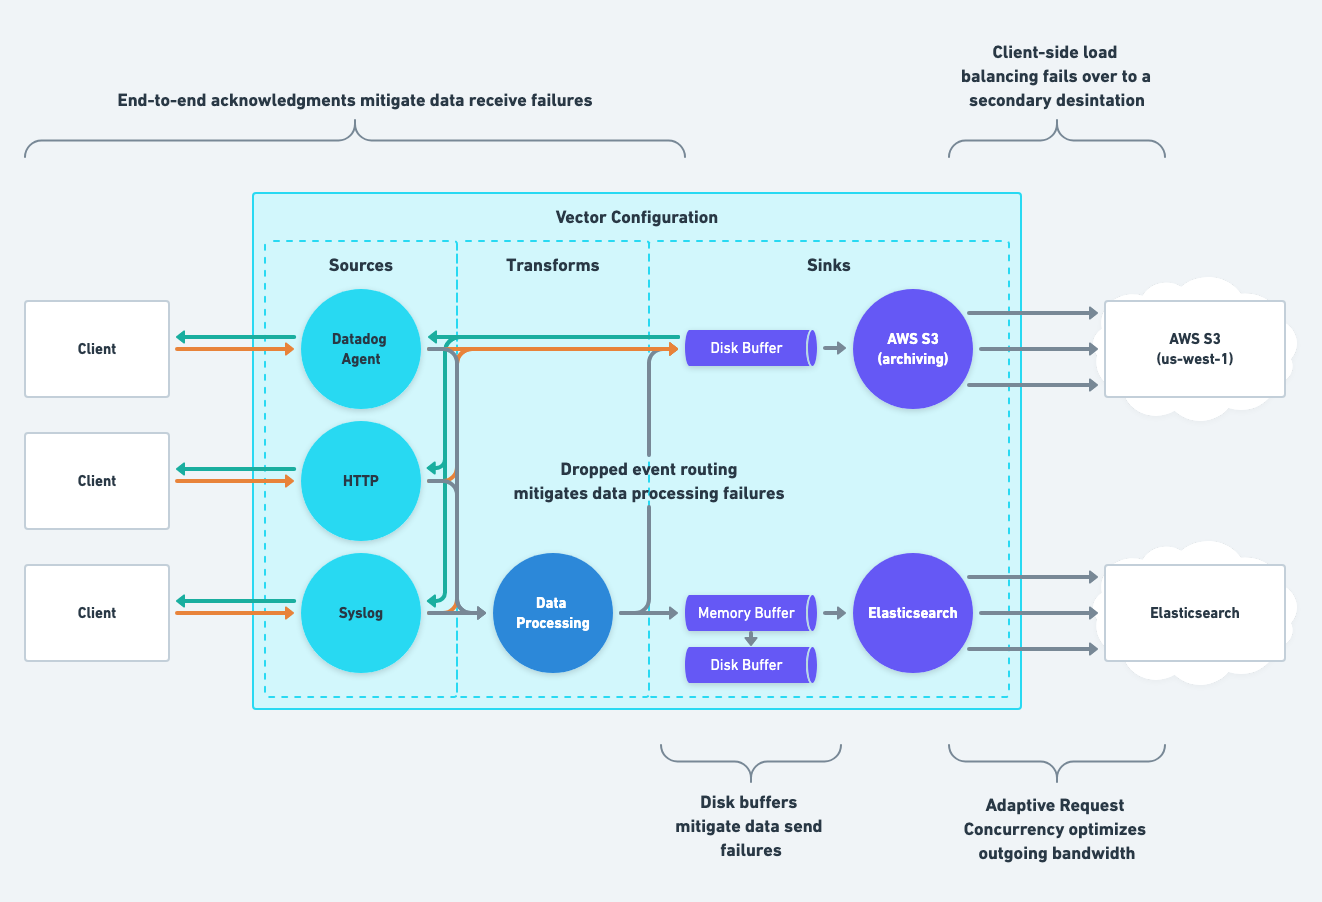 Client-side load
balancing fails over to a
secondary desintation
End-to-end acknowledgments mitigate data receive failures
Vector Configuration
Sources
Transforms
Sinks
Client
Datadog
Agent
Disk Buffer
AWS S3
(archiving)
AWS S3
(us-west-1)
Client
HTTP
Dropped event routing
mitigates data processing failures
Client
Syslog
Data
Processing
Memory Buffer
Disk Buffer
Elasticsearch
Elasticsearch
Disk buffers
mitigate data send
failures
Adaptive Request
Concurrency optimizes
outgoing bandwidth